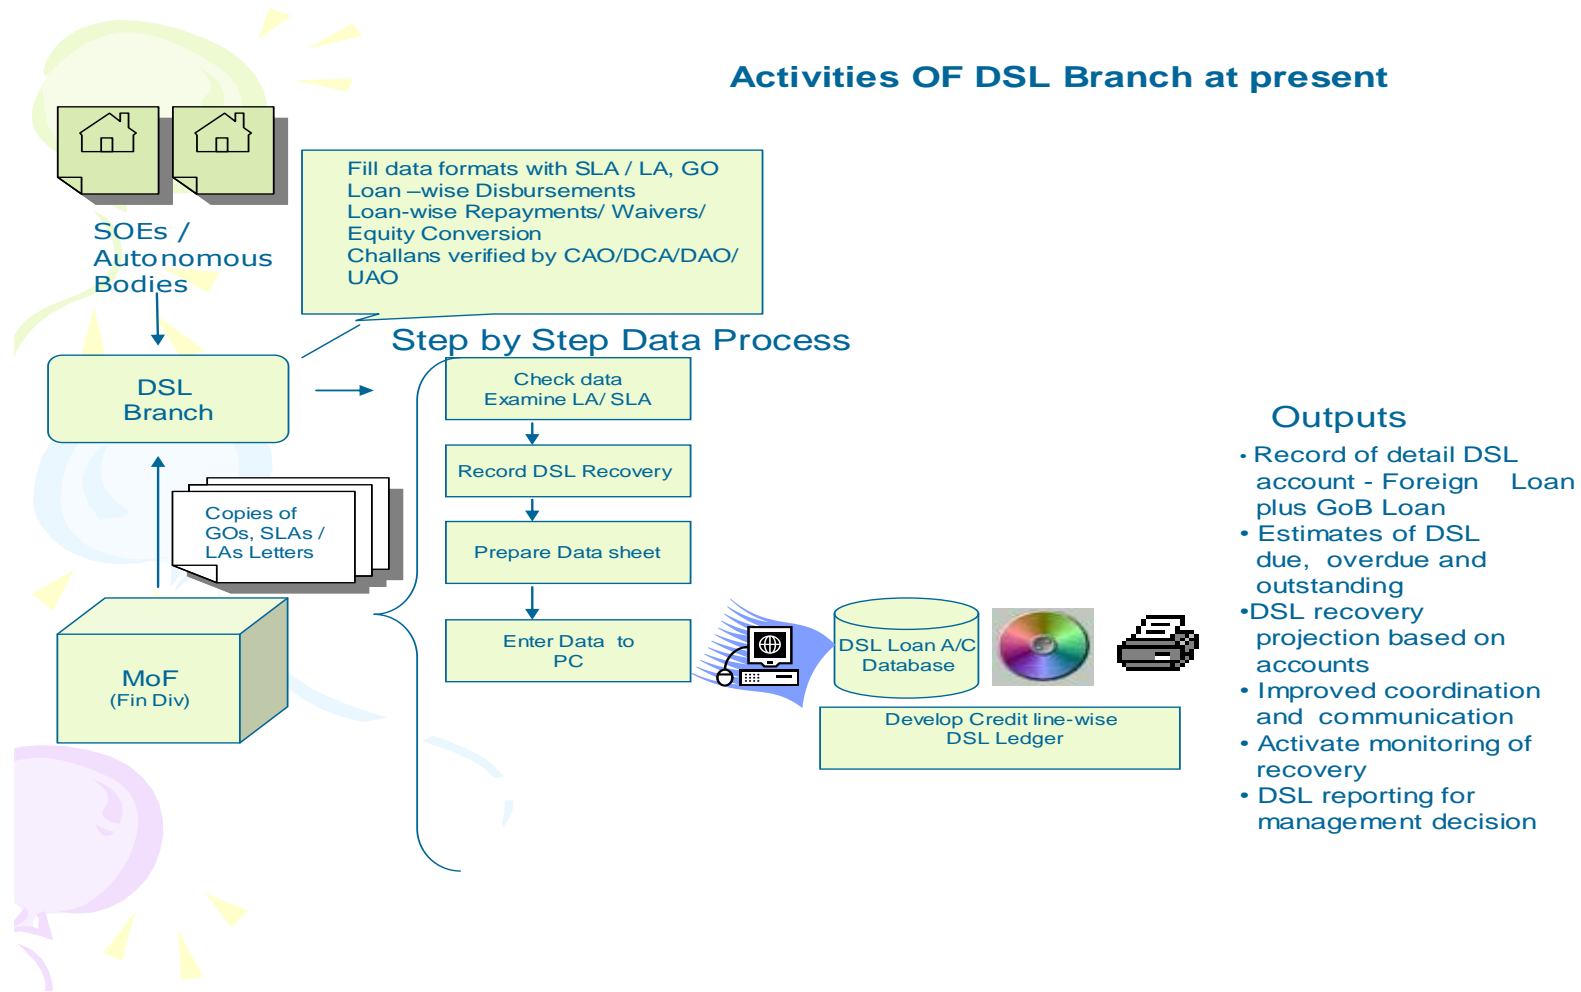 Activities OF DSL Branch at present
Fill data formats with SLA / LA, GO
Loan –wise Disbursements
Loan-wise Repayments/ Waivers/
Equity Conversion
Challans verified by CAO/DCA/DAO/
UAO
SOEs /
Autonomous
Bodies
Step by Step Data Process
DSL
Branch
Check data
Examine LA/ SLA
Record DSL Recovery
Prepare Data sheet
Enter Data to
PC
Copies of
GOs, SLAs /
LAs Letters
MoF
(Fin Div)
DSL Loan A/C
Database
Develop Credit line-wise
DSL Ledger
Outputs
• Record of detail DSL
account - Foreign Loan
plus GoB Loan
• Estimates of DSL
due, overdue and
outstanding
•DSL recovery
projection based on
accounts
• Improved coordination
and communication
• Activate monitoring of
recovery
• DSL reporting for
management decision